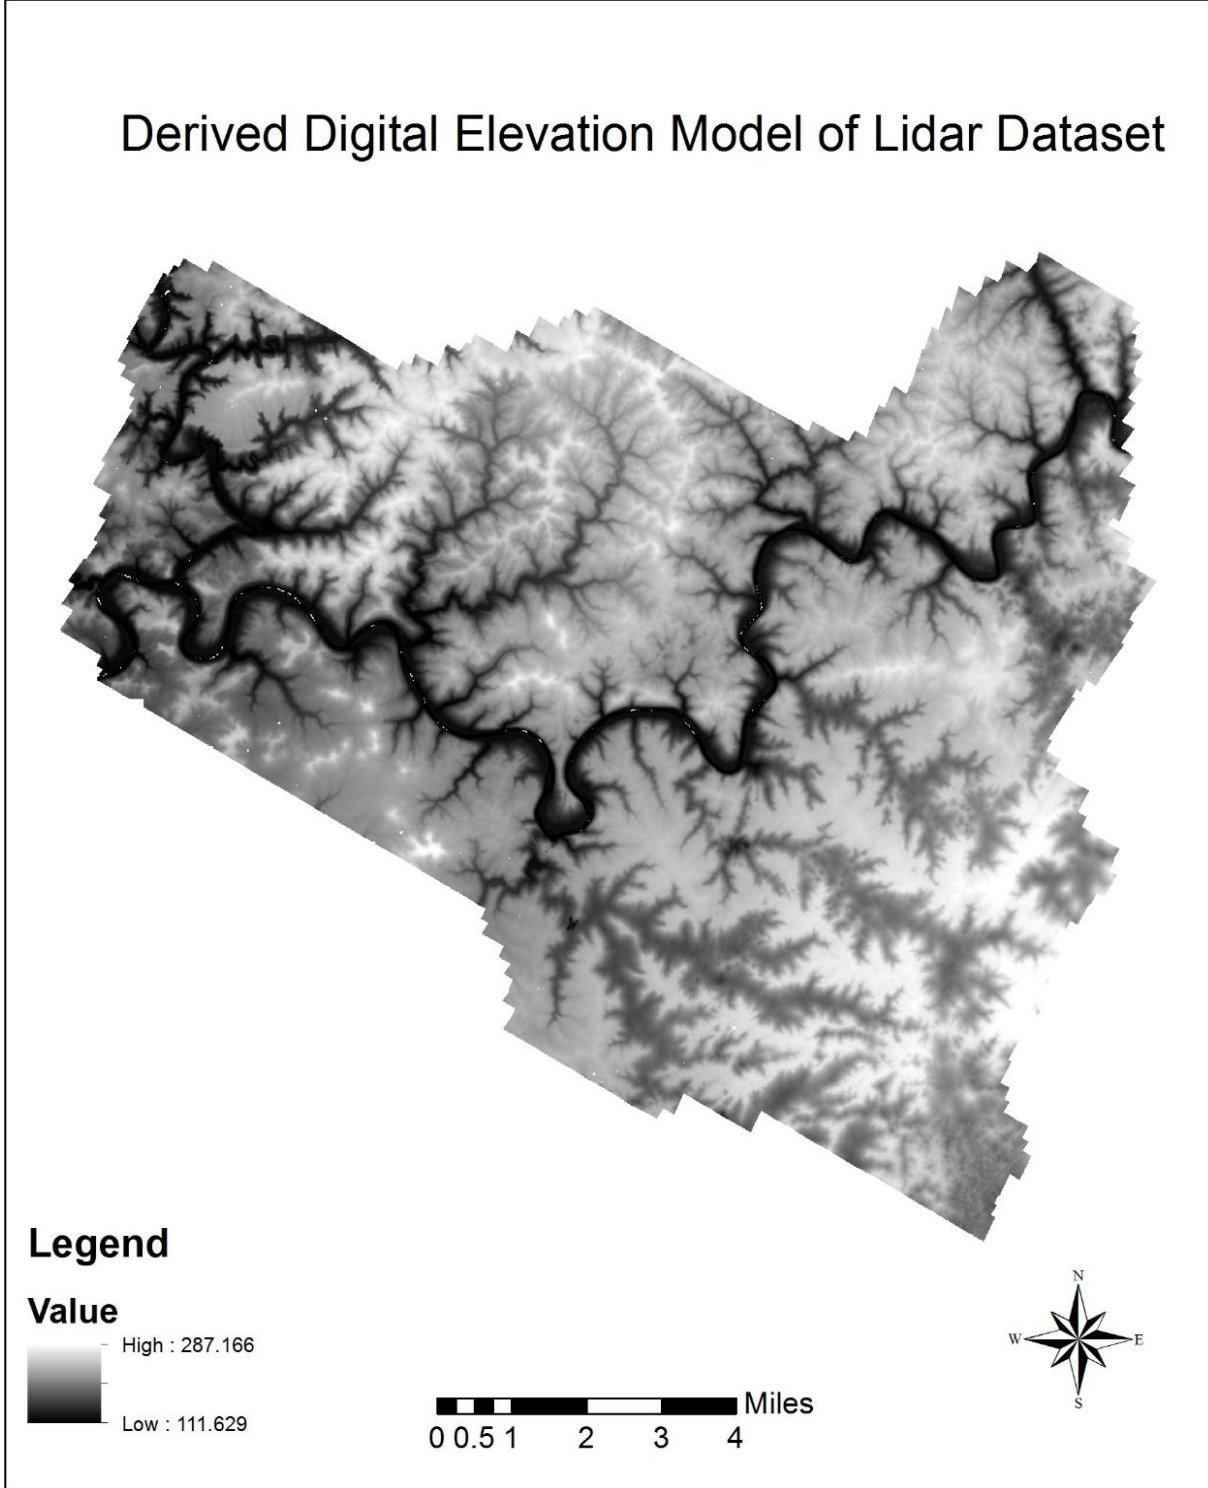 Derived Digital Elevation Model of Lidar Dataset
Legend
Value
High : 287.166
Low : 111.629
0 0.5 1 2 3 4 Miles
N
W E
S